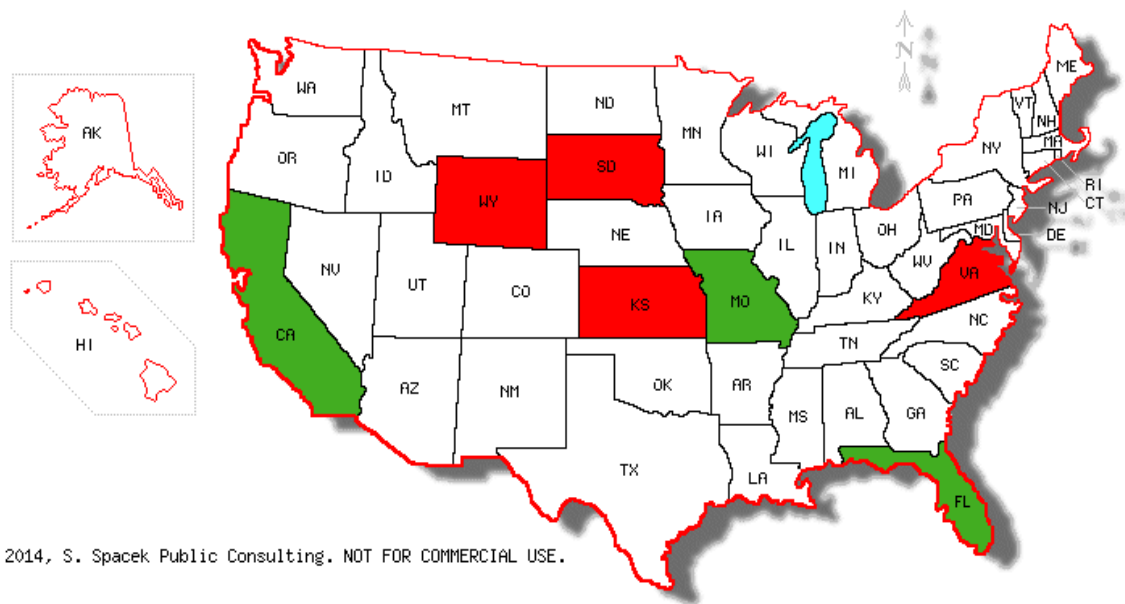 N
ME
WA
VT
MT
ND
NH
AK
MN
MA
OR
WI
NY
SD
ID
MI
RI
WY
CT
PA
NJ
IA
NE
OH
MD
DE
IL
IN
NV
WV
VA
UT
CO
KS
MO
KY
CA
HI
NC
TN
AZ
OK
AR
SC
NM
MS
AL
GA
TX
LA
FL
2014, S. Spacek Public Consulting. NOT FOR COMMERCIAL USE.